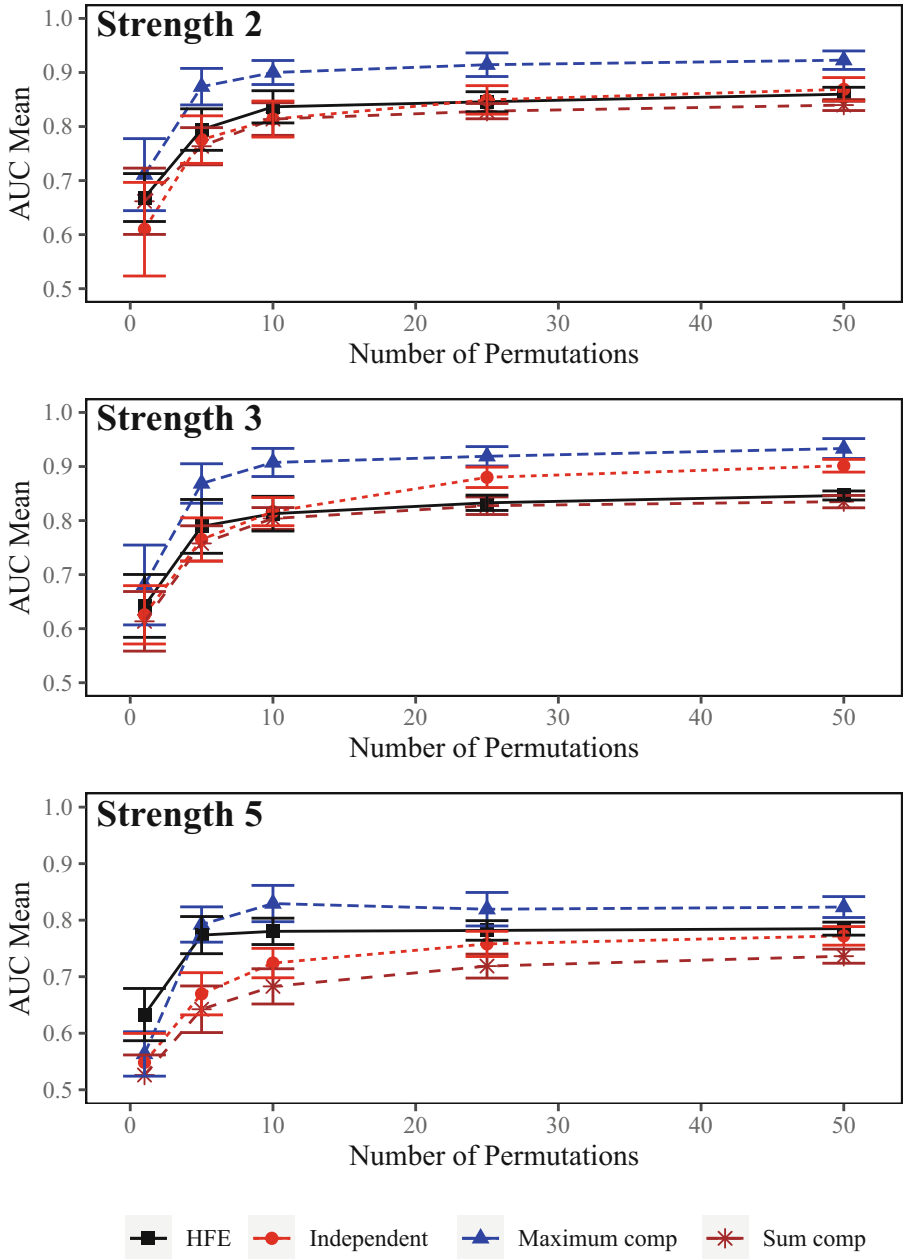 Strength 2
AUC Mean
1.0
0.9
0.8
0.7
0.6
0.5
0 10 20 30 40 50
Number of Permutations
Strength 3
AUC Mean
1.0
0.9
0.8
0.7
0.6
0.5
0 10 20 30 40 50
Number of Permutations
Strength 5
AUC Mean
1.0
0.9
0.8
0.7
0.6
0.5
0 10 20 30 40 50
Number of Permutations
HFE Independent Maximum comp Sum comp